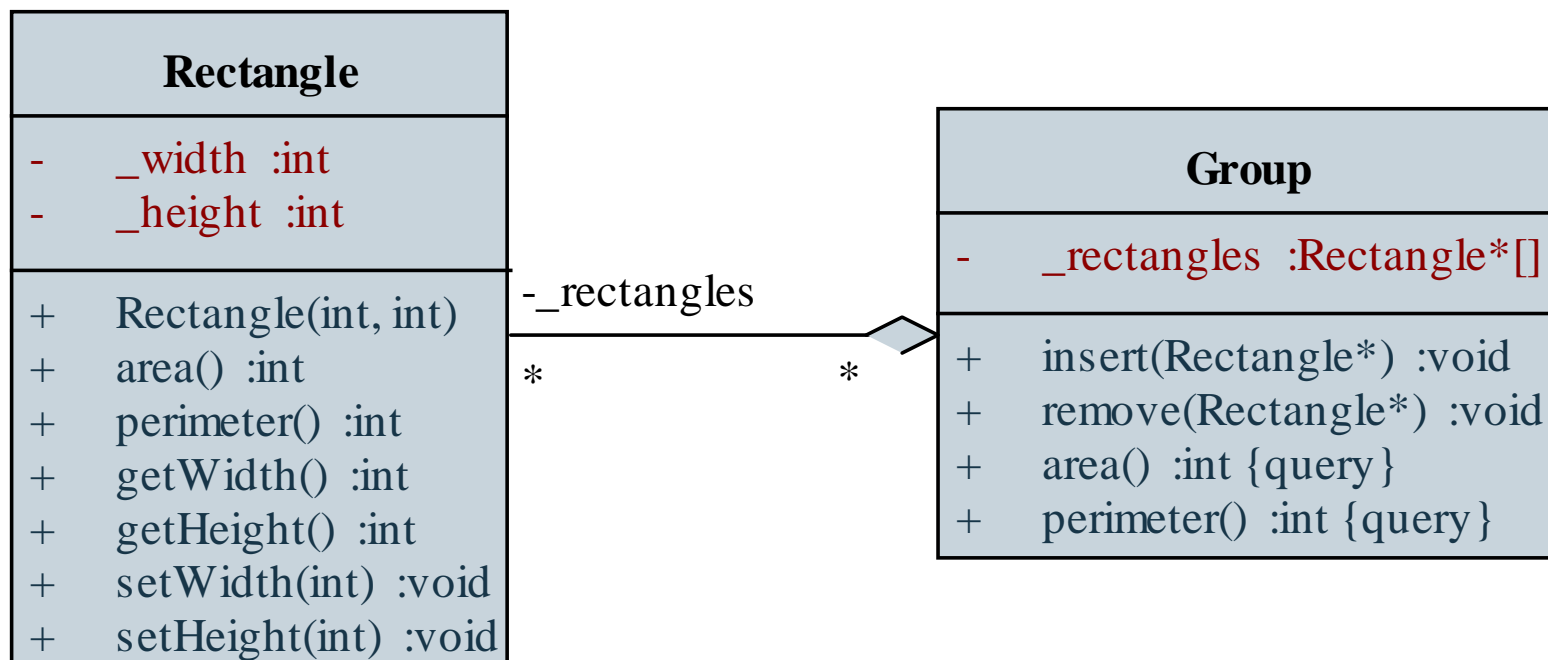 Rectangle
- _width :int
- _height :int
+ Rectangle(int, int)
+ area() :int
+ perimeter() :int
+ getWidth() :int
+ getHeight() :int
+ setWidth(int) :void
+ setHeight(int) :void
-_rectangles
* *
Group
- _rectangles :Rectangle*[]
+ insert(Rectangle*) :void
+ remove(Rectangle*) :void
+ area() :int {query}
+ perimeter() :int {query}